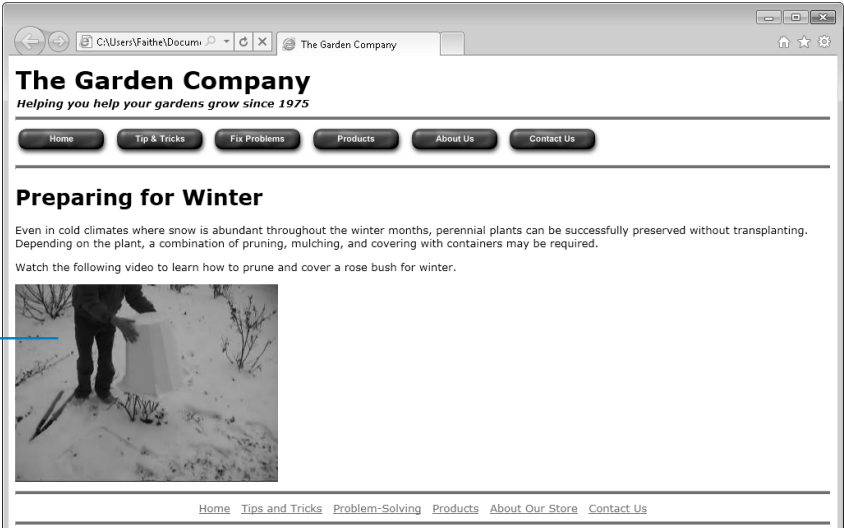 C:\Users\Faithe\Docum
The Garden Company
The Garden Company
Helping you help your gardens grow since 1975
Home Tip & Tricks Fix Problems Products About Us Contact Us
Preparing for Winter
Even in cold climates where snow is abundant throughout the winter months, perennial plants can be successfully preserved without transplanting.
Depending on the plant, a combination of pruning, mulching, and covering with containers may be required.
Watch the following video to learn how to prune and cover a rose bush for winter.
Home Tips and Tricks Problem-Solving Products About Our Store Contact Us